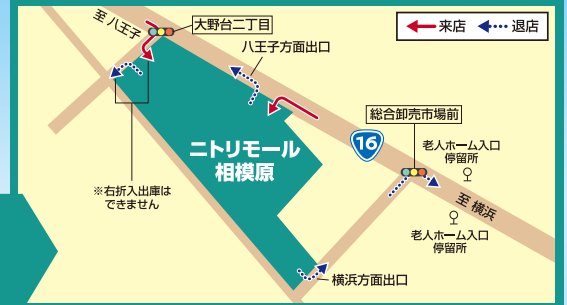 至 八王子
大野台二丁目
来店
退店
八王子方面出口
総合卸売市場前
16
老人ホーム入口
停留所
ニトリモール
相模原
※右折入出庫は
できません
至 横浜
老人ホーム入口
停留所
横浜方面出口